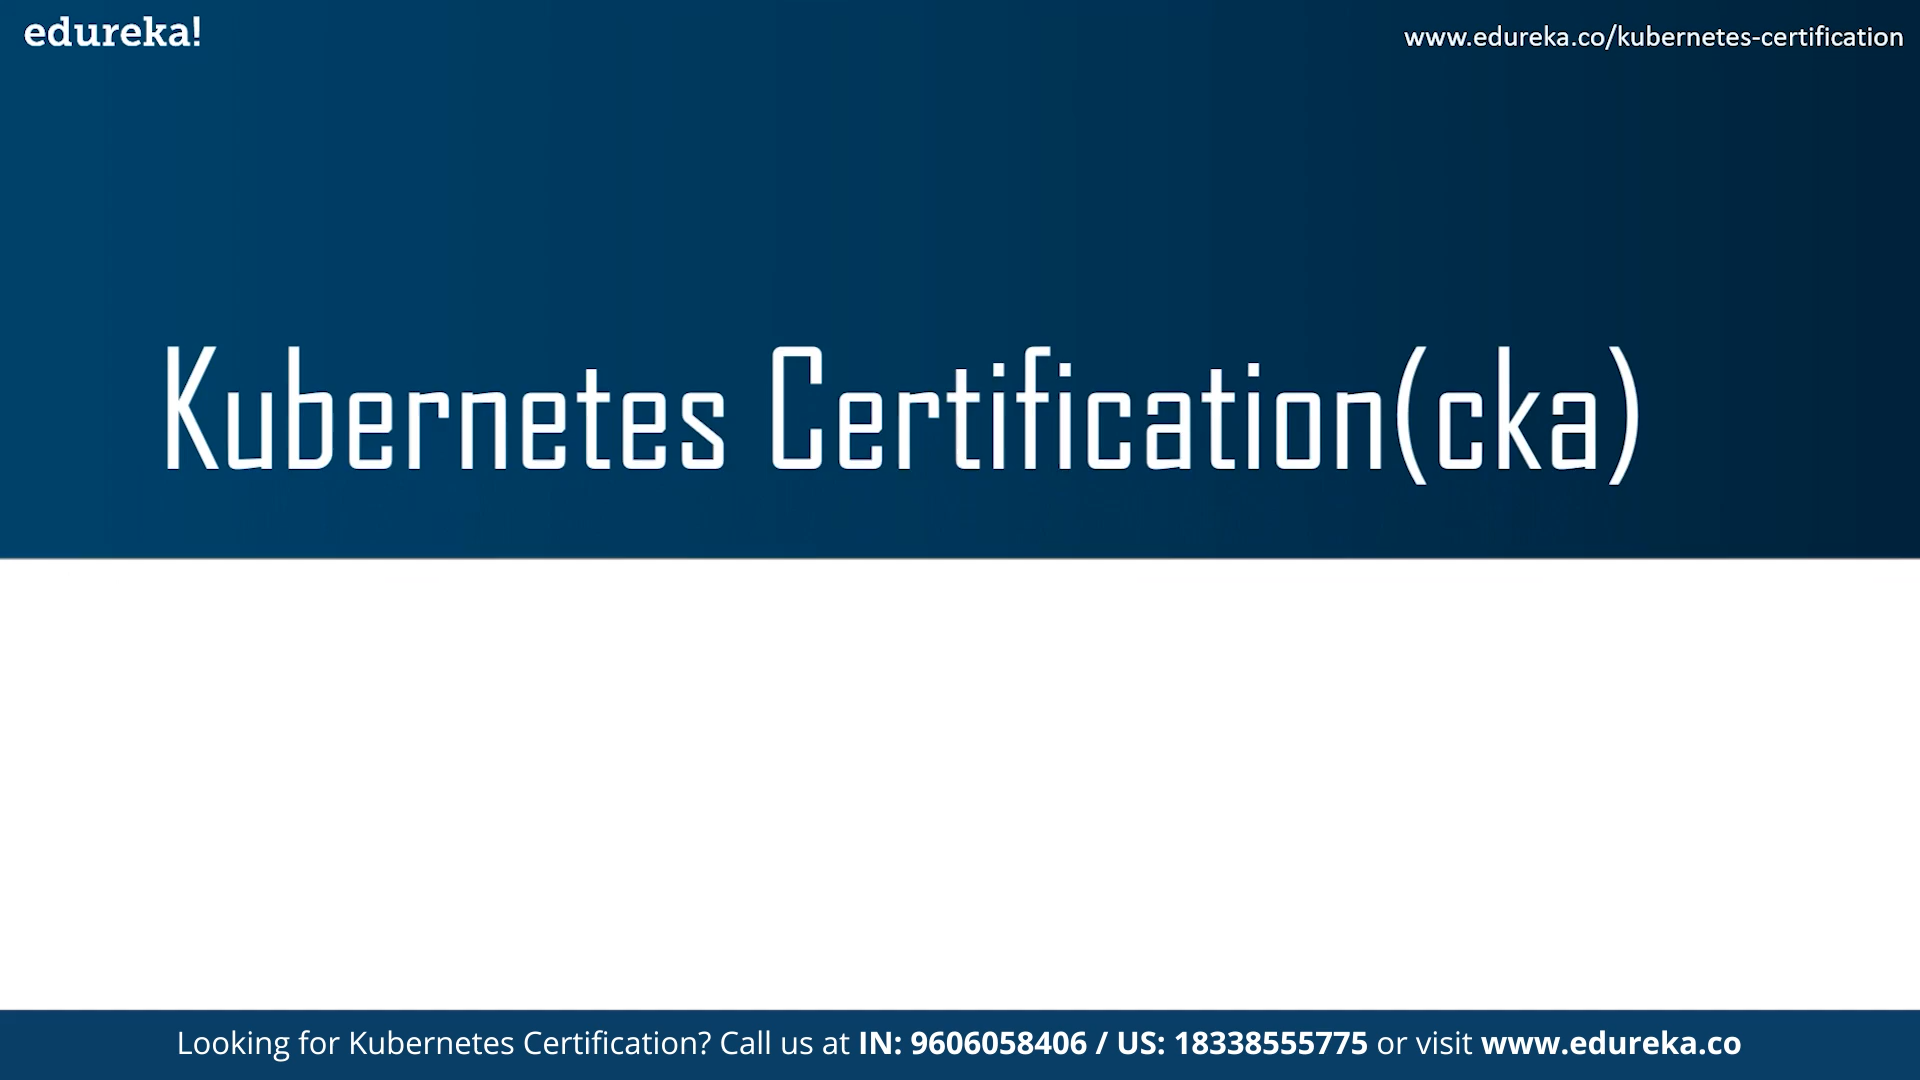 edureka!
www.edureka.co/kubernetes-certification
Kubernetes Certification(cka)
Looking for Kubernetes Certification? Call us at IN: 9606058406 / US: 18338555775 or visit www.edureka.co